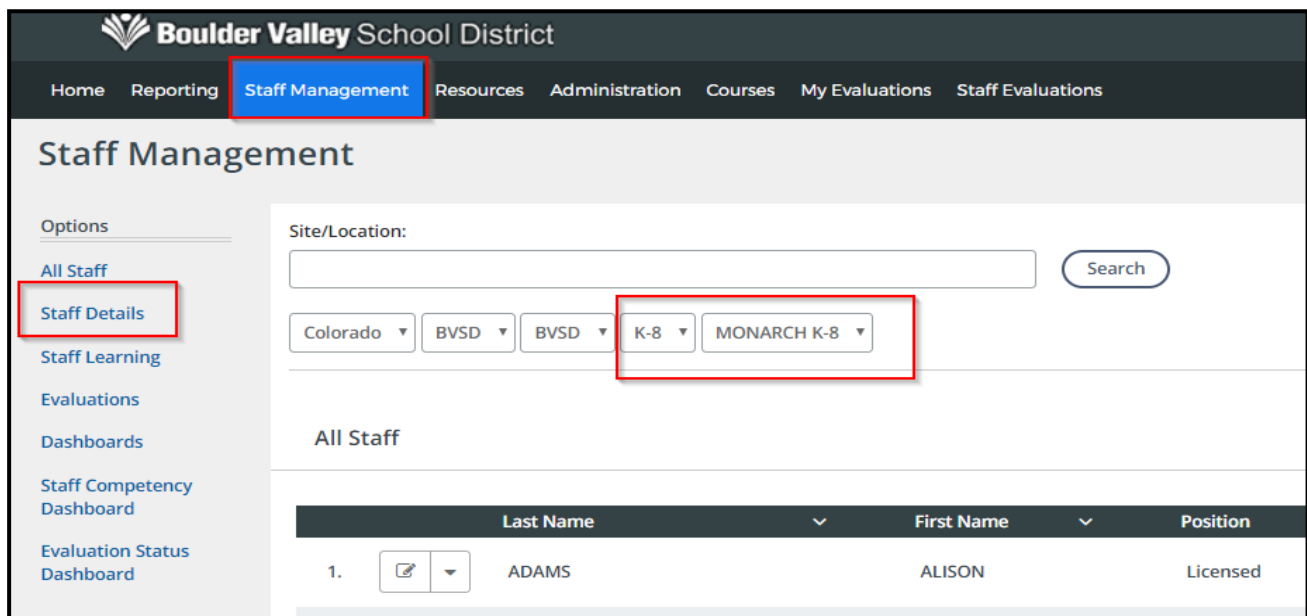 Boulder Valley School District
Home Reporting Staff Management Resources Administration Courses My Evaluations Staff Evaluations
Staff Management
Options
All Staff
Staff Details
Staff Learning
Evaluations
Dashboards
Staff Competency
Dashboard
Evaluation Status
Dashboard
Site/Location:
Search
Colorado BVSD BVSD K-8 MONARCH K-8
All Staff
Last Name First Name Position
1. ADAMS ALISON Licensed